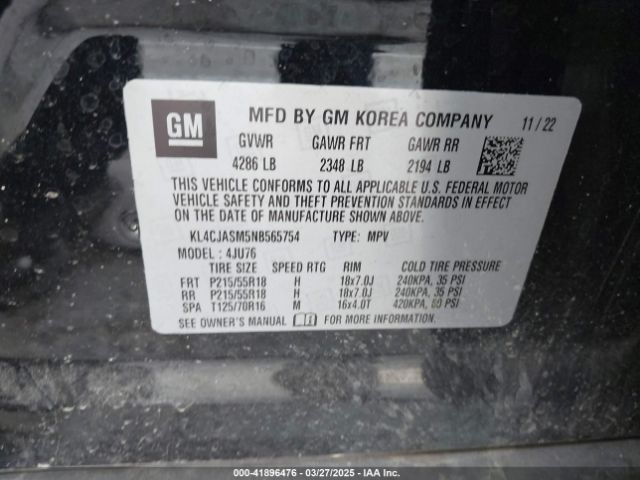 GM
MFD BY GM KOREA COMPANY 11/22
GVWR GAWR FRT GAWR RR
4286 LB 2348 LB 2194 LB
THIS VEHICLE CONFORMS TO ALL APPLICABLE U.S. FEDERAL MOTOR
VEHICLE SAFETY AND THEFT PREVENTION STANDARDS IN EFFECT
ON THE DATE OF MANUFACTURE SHOWN ABOVE.
KL4CJASM5NB565754 TYPE: MPV
MODEL: 4JU76
TIRE SIZE SPEED RTG RIM COLD TIRE PRESSURE
FRT P215/55R18 H 18x7.0J 240KPA, 35 PSI
RR P215/55R18 H 18x7.0J 240KPA, 35 PSI
SPA T125/70R16 M 16x4.0T 420KPA, 60 PSI
SEE OWNER'S MANUAL FOR MORE INFORMATION.
000-41896476 - 03/27/2025 - IAA Inc.